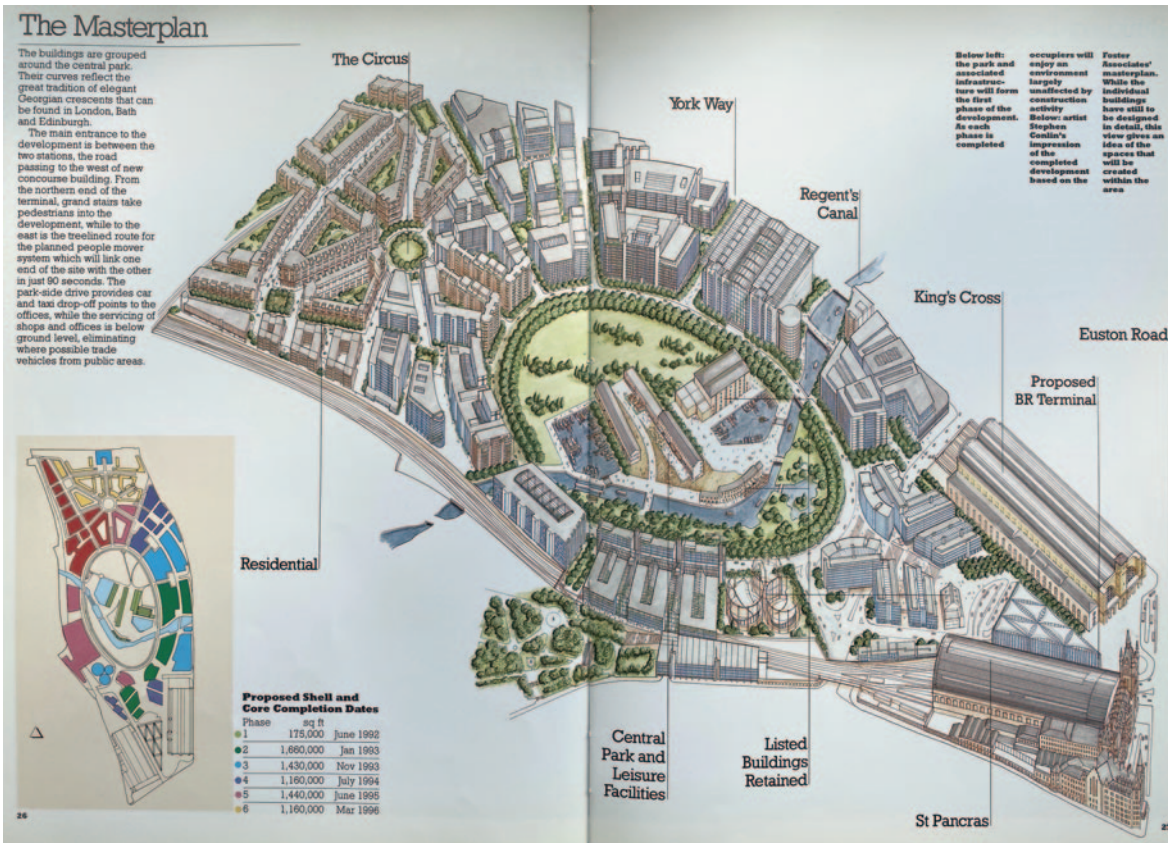 The Masterplan
The buildings are grouped
around the central park.
Their curves reflect the
great tradition of elegant
Georgian crescents that can
be found in London, Bath
and Edinburgh.
The main entrance to the
development is between the
two stations, the road
passing to the west of new
concourse building. From
the northern end of the
terminal, grand stairs take
pedestrians into the
development, while to the
east is the treelined route for
the planned people mover
system which will link one
end of the site with the other
in just 90 seconds. The
park-side drive provides car
and taxi drop-off points to the
offices, while the servicing of
shops and offices is below
ground level, eliminating
where possible trade
vehicles from public areas.
The Circus
York Way
Regent's
Canal
King's Cross
Euston Road
Proposed
BR Terminal
Below left:
the park and
associated
infrastruc-
ture will form
the first
phase of the
development.
As each
phase is
completed
occupiers will
enjoy an
environment
largely
unaffected by
construction
activity
Below: artist
Stephen
Conlin's
impression
of the
completed
development
based on the
Foster
Associates'
masterplan.
While the
individual
buildings
have still to
be designed
in detail, this
view gives an
idea of the
spaces that
will be
created
within the
area
Residential
Proposed Shell and
Core Completion Dates
Phase sq ft
1 175,000 June 1992
2 1,660,000 Jan 1993
3 1,430,000 Nov 1993
4 1,160,000 July 1994
5 1,440,000 June 1995
6 1,160,000 Mar 1996
Central
Park and
Leisure
Facilities
Listed
Buildings
Retained
St Pancras
26